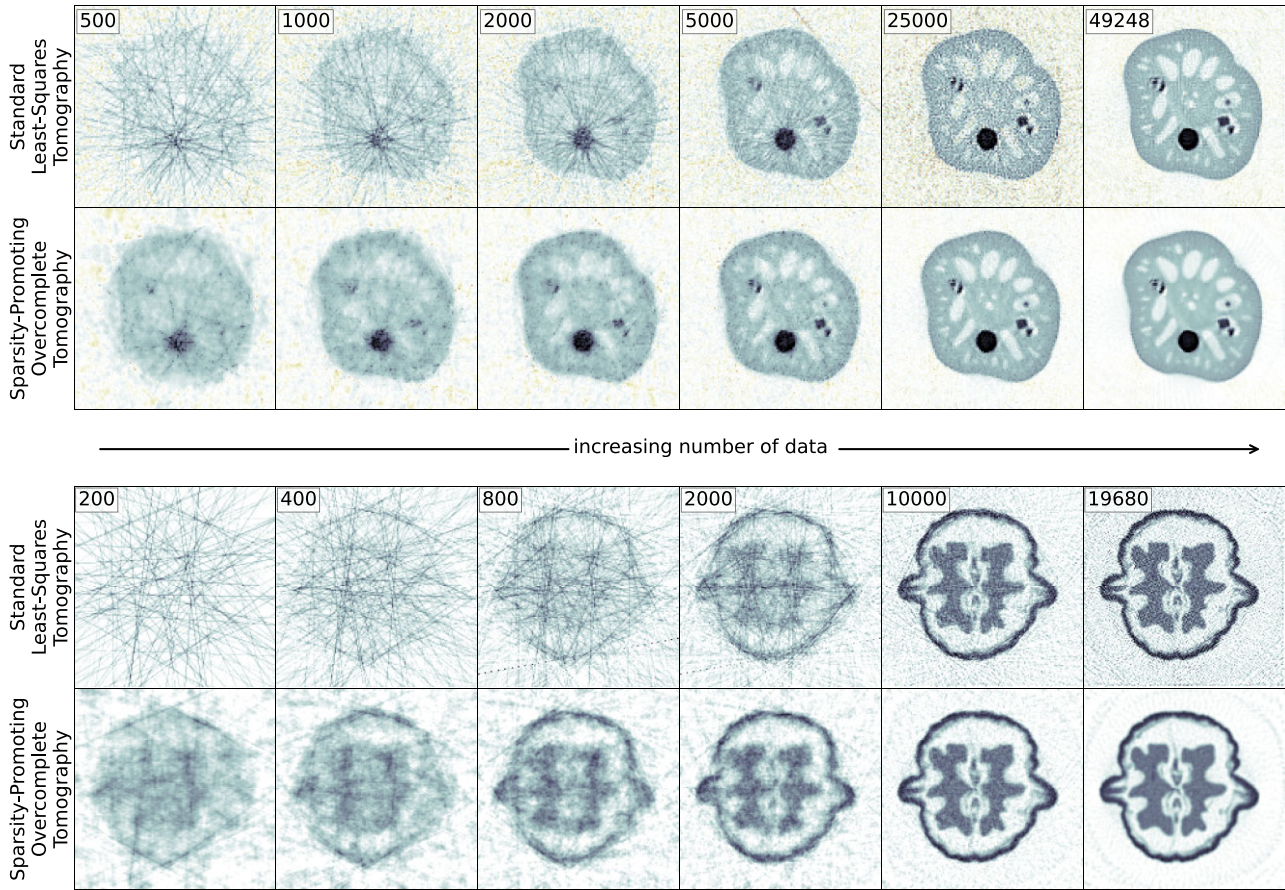 500
1000
2000
5000
25000
49248
Standard
Least-Squares
Tomography
Sparsity-Promoting
Overcomplete
Tomography
increasing number of data
200
400
800
2000
10000
19680
Standard
Least-Squares
Tomography
Sparsity-Promoting
Overcomplete
Tomography